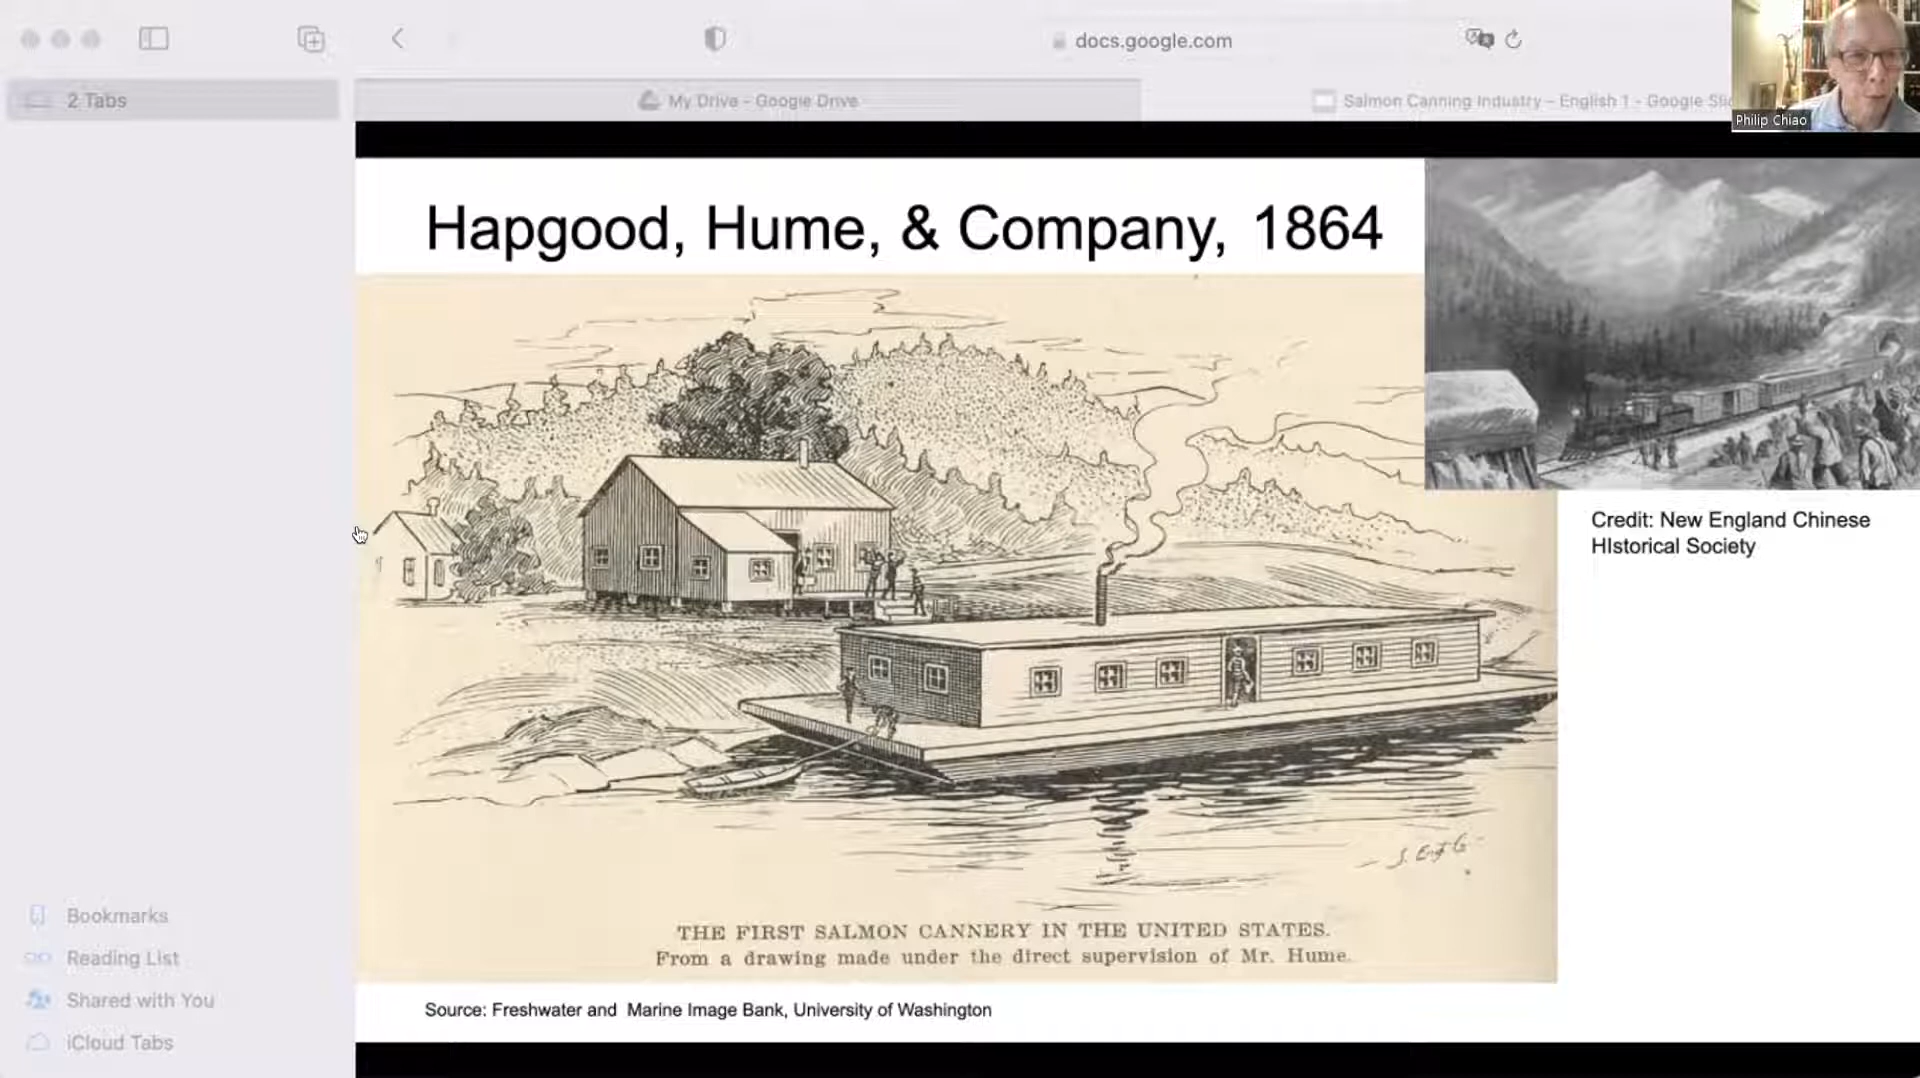 docs.google.com
2 Tabs
My Drive - Google Drive
Salmon Canning Industry – English 1 - Google
Philip Chiao
Hapgood, Hume, & Company, 1864
Credit: New England Chinese
HIstorical Society
THE FIRST SALMON CANNERY IN THE UNITED STATES.
From a drawing made under the direct supervision of Mr. Hume.
Source: Freshwater and  Marine Image Bank, University of Washington
Bookmarks
Reading List
Shared with You
iCloud Tabs